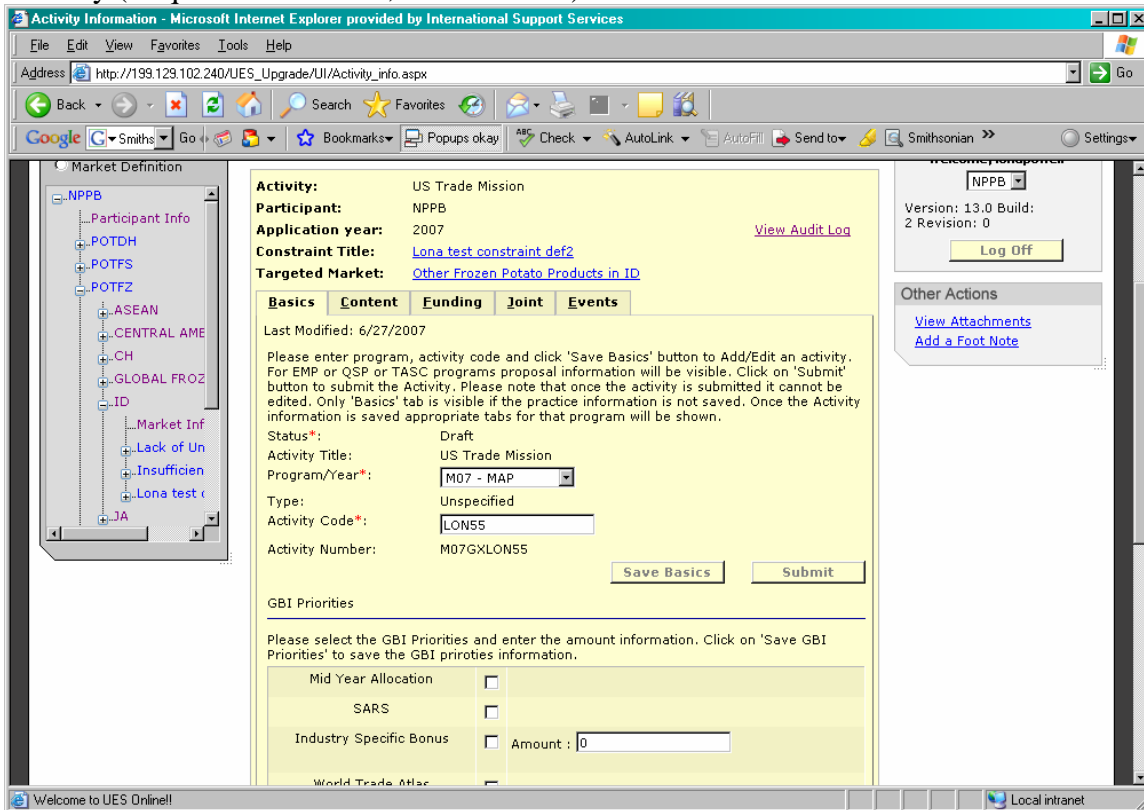 Activity Information - Microsoft Internet Explorer provided by International Support Services
File Edit View Favorites Tools Help
Address http://199.129.102.240/UES_Upgrade/UI/Activity_info.aspx Go
Back Search Favorites
Google G Smiths Go Bookmarks Popups okay ABC Check AutoLink AutoFill Send to Smithsonian » Settings
Market Definition
NPPB
Participant Info
POTDH
POTFS
POTFZ
ASEAN
CENTRAL AME
CH
GLOBAL FROZ
ID
Market Inf
Lack of Un
Insufficien
Lona test
JA
Activity: US Trade Mission
Participant: NPPB
Application year: 2007 View Audit Log
Constraint Title: Lona test constraint def2
Targeted Market: Other Frozen Potato Products in ID
Basics Content Funding Joint Events
Last Modified: 6/27/2007
Please enter program, activity code and click 'Save Basics' button to Add/Edit an activity.
For EMP or QSP or TASC programs proposal information will be visible. Click on 'Submit'
button to submit the Activity. Please note that once the activity is submitted it cannot be
edited. Only 'Basics' tab is visible if the practice information is not saved. Once the Activity
information is saved appropriate tabs for that program will be shown.
Status*: Draft
Activity Title: US Trade Mission
Program/Year*: M07 - MAP
Type: Unspecified
Activity Code*: LON55
Activity Number: M07GXLON55
Save Basics Submit
GBI Priorities
Please select the GBI Priorities and enter the amount information. Click on 'Save GBI
Priorities' to save the GBI priroties information.
Mid Year Allocation
SARS
Industry Specific Bonus Amount : 0
World Trade Atlas
NPPB
Version: 13.0 Build:
2 Revision: 0
Log Off
Other Actions
View Attachments
Add a Foot Note
Welcome to UES Online!! Local intranet